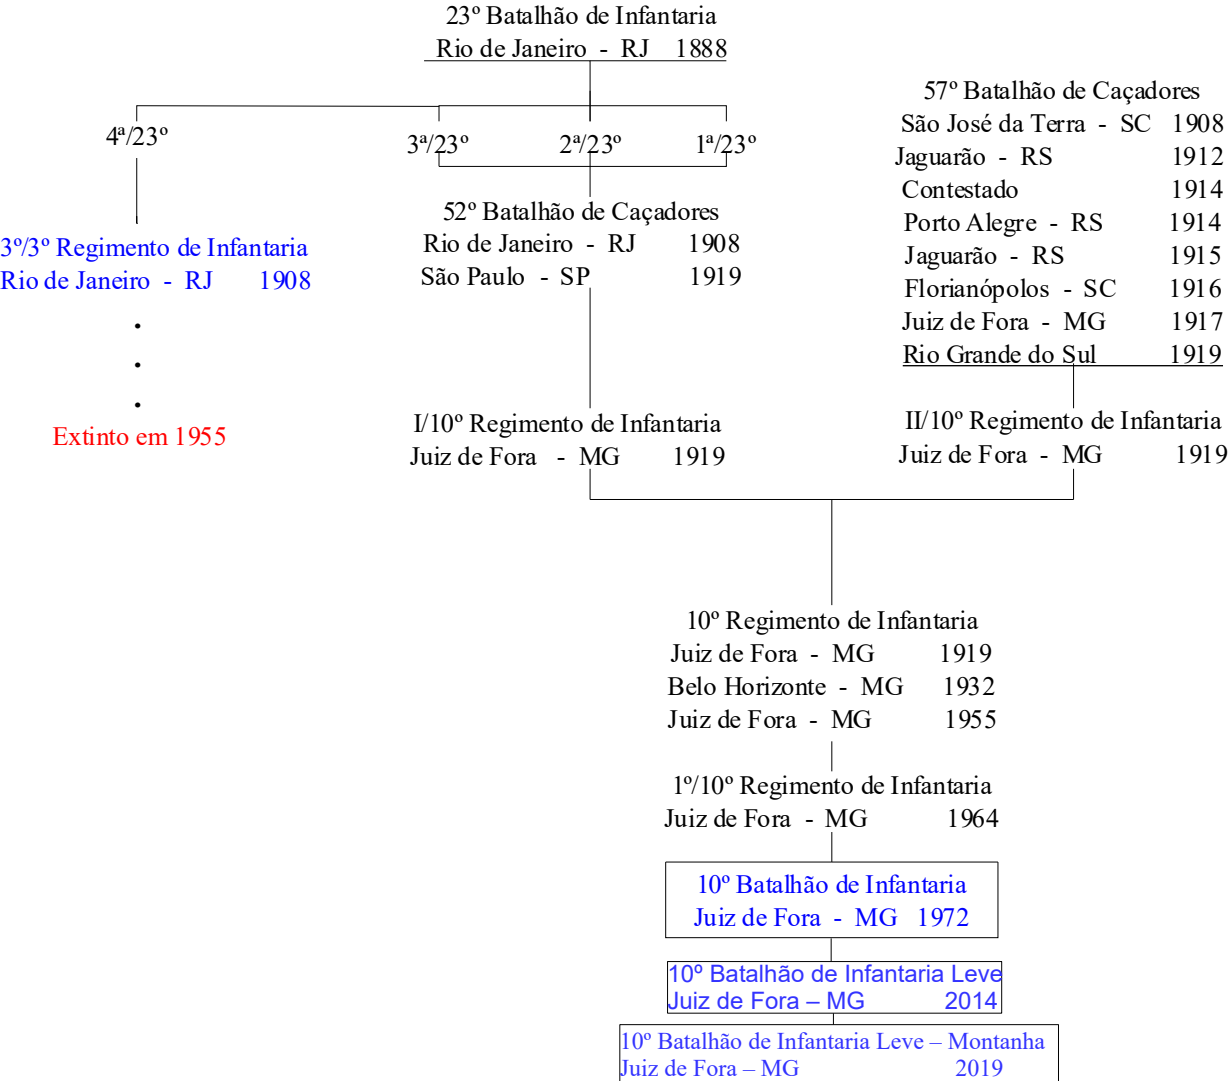 23º Batalhão de Infantaria
Rio de Janeiro - RJ 1888
4ª/23º
3ª/23º
2ª/23º
1ª/23º
3º/3º Regimento de Infantaria
Rio de Janeiro - RJ 1908
.
.
.
Extinto em 1955
52º Batalhão de Caçadores
Rio de Janeiro - RJ 1908
São Paulo - SP 1919
I/10º Regimento de Infantaria
Juiz de Fora - MG 1919
57º Batalhão de Caçadores
São José da Terra - SC 1908
Jaguarão - RS 1912
Contestado 1914
Porto Alegre - RS 1914
Jaguarão - RS 1915
Florianópolos - SC 1916
Juiz de Fora - MG 1917
Rio Grande do Sul 1919
II/10º Regimento de Infantaria
Juiz de Fora - MG 1919
10º Regimento de Infantaria
Juiz de Fora - MG 1919
Belo Horizonte - MG 1932
Juiz de Fora - MG 1955
1º/10º Regimento de Infantaria
Juiz de Fora - MG 1964
10º Batalhão de Infantaria
Juiz de Fora - MG 1972
10º Batalhão de Infantaria Leve
Juiz de Fora – MG 2014
10º Batalhão de Infantaria Leve – Montanha
Juiz de Fora – MG 2019